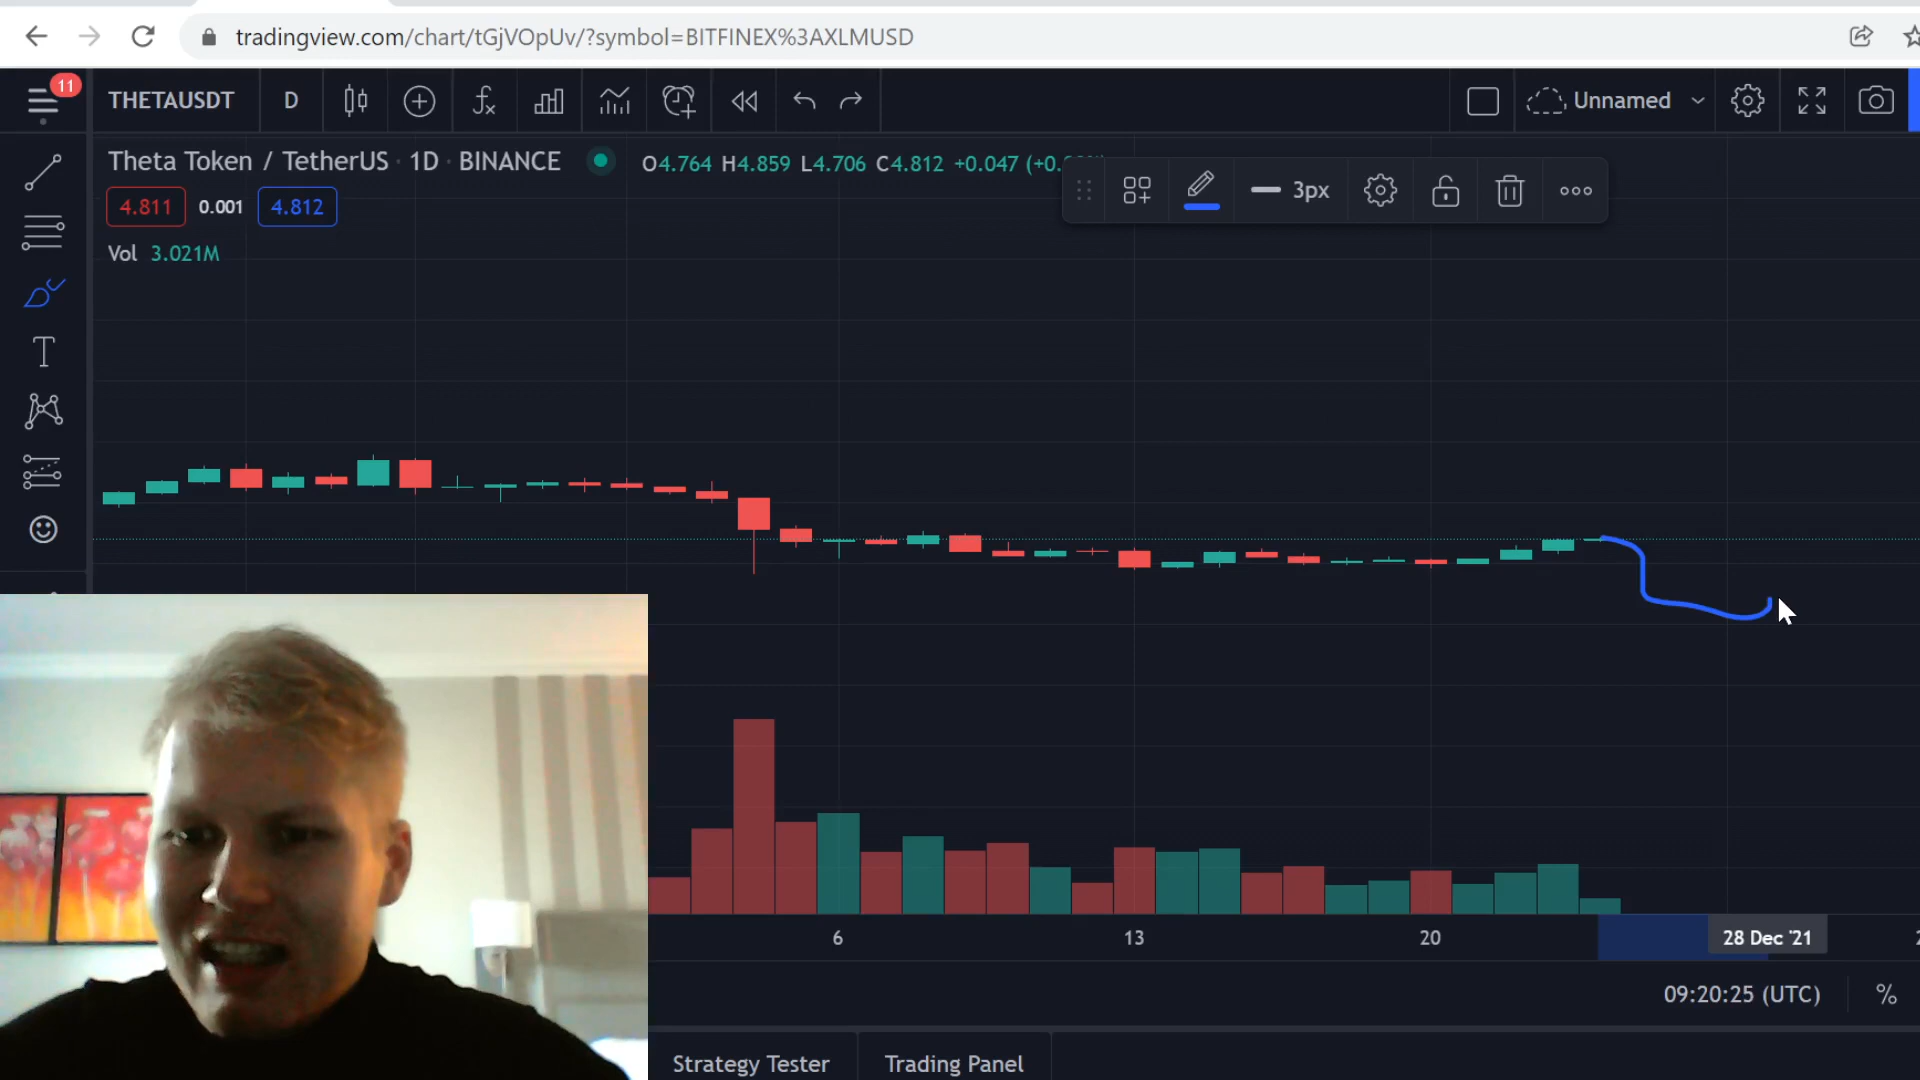 tradingview.com/chart/tGjVOpUv/?symbol=BITFINEX%3AXLMUSD
11
THETAUSDT D Unnamed
Theta Token / TetherUS · 1D · BINANCE O4.764 H4.859 L4.706 C4.812 +0.047 (+0.
4.811 0.001 4.812 3px
Vol 3.021M
T
6 13 20 28 Dec '21
09:20:25 (UTC) %
Strategy Tester Trading Panel